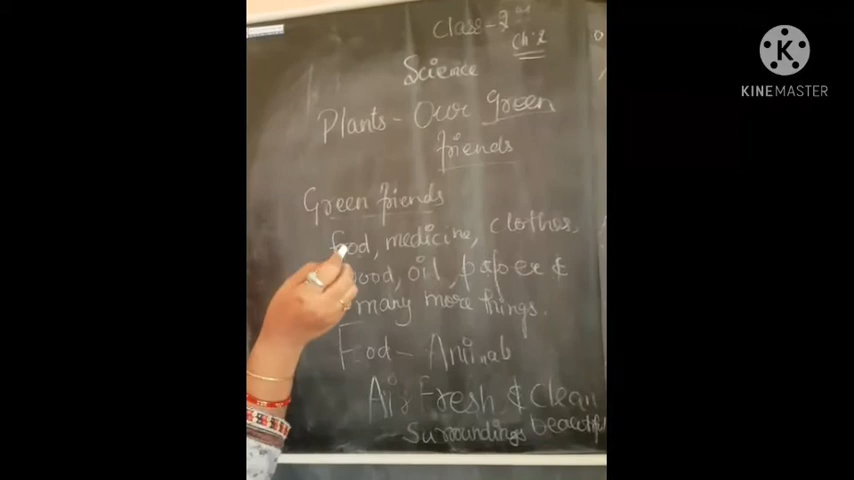 Class-2nd
Ch-2
Science
Plants - Our green
friends
Green friends
food, medicine, clothes,
wood, oil, paper &
many more things.
Food - Animals
Air Fresh & Clean
- Surroundings beautiful
K
KINEMASTER